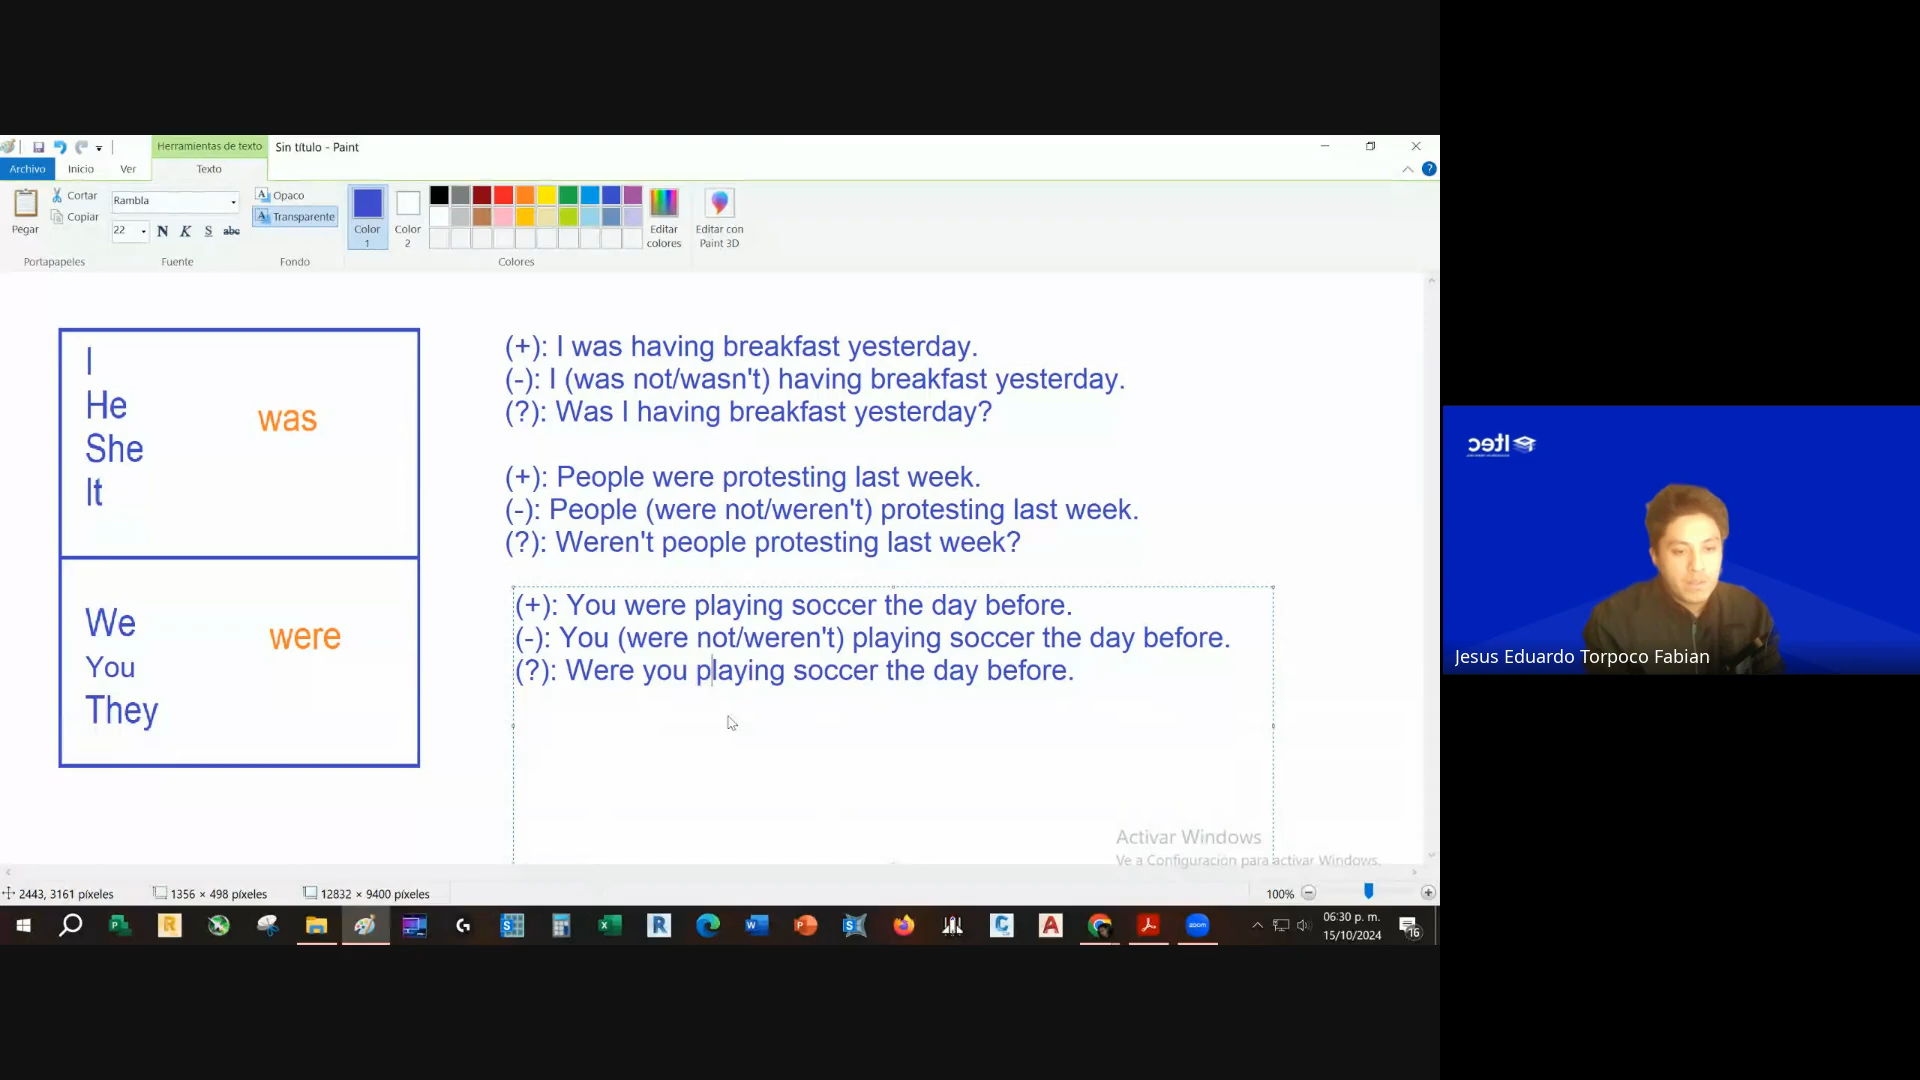 Herramientas de texto
Sin título - Paint
Archivo
Inicio
Ver
Texto
Pegar
Cortar
Copiar
Portapapeles
Rambla
22
N K S abc
Fuente
Opaco
Transparente
Fondo
Color 1
Color 2
Colores
Editar colores
Editar con Paint 3D
I
He
She
It
was
We
You
They
were
(+): I was having breakfast yesterday.
(-): I (was not/wasn't) having breakfast yesterday.
(?): Was I having breakfast yesterday?
(+): People were protesting last week.
(-): People (were not/weren't) protesting last week.
(?): Weren't people protesting last week?
(+): You were playing soccer the day before.
(-): You (were not/weren't) playing soccer the day before.
(?): Were you playing soccer the day before.
Activar Windows
Ve a Configuración para activar Windows.
2443, 3161 píxeles
1356 × 498 píxeles
12832 × 9400 píxeles
100%
zoom
06:30 p. m.
15/10/2024
16
Itec
Jesus Eduardo Torpoco Fabian